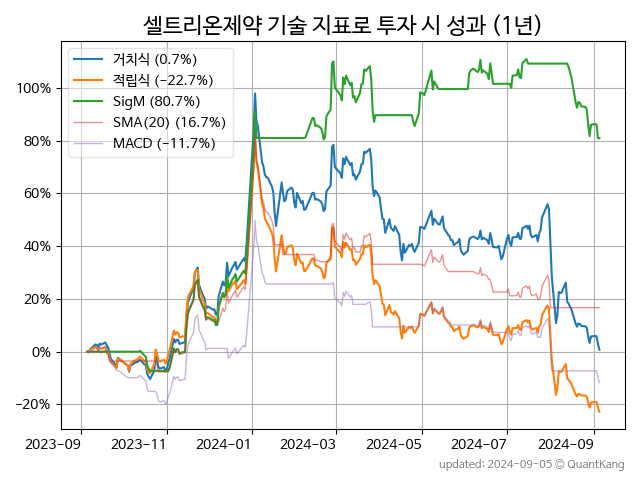 셀트리온제약 기술 지표로 투자 시 성과 (1년)
거치식 (0.7%)
적립식 (−22.7%)
SigM (80.7%)
SMA(20) (16.7%)
MACD (−11.7%)
100%
80%
60%
40%
20%
0%
−20%
2023-09 2023-11 2024-01 2024-03 2024-05 2024-07 2024-09
updated: 2024-09-05 © QuantKang